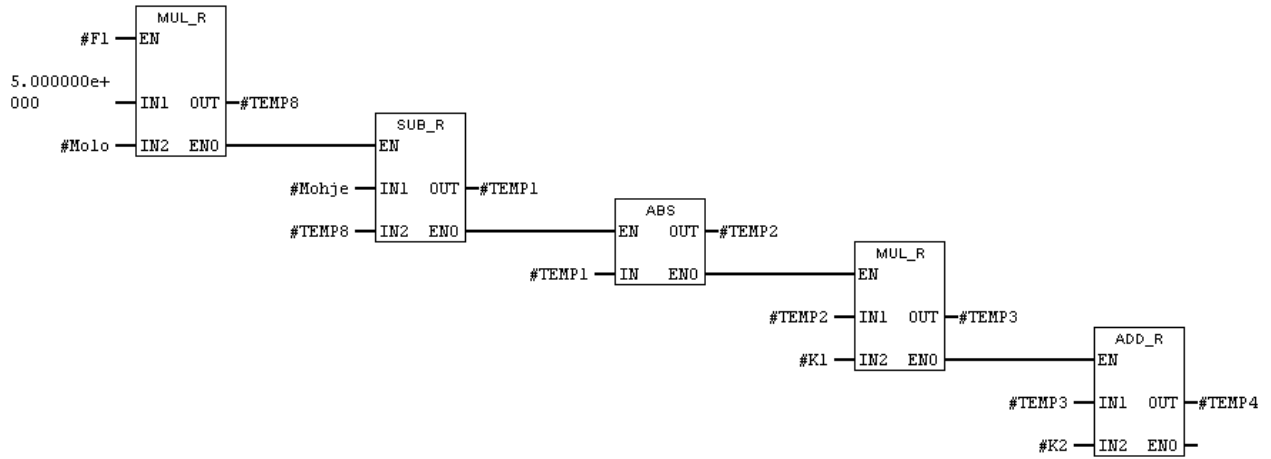 MUL_R
#F1 EN
5.000000e+
000 IN1 OUT #TEMP8
#Molo IN2 ENO
SUB_R
EN
#Mohje IN1 OUT #TEMP1
#TEMP8 IN2 ENO
ABS
EN OUT #TEMP2
#TEMP1 IN ENO
MUL_R
EN
#TEMP2 IN1 OUT #TEMP3
#K1 IN2 ENO
ADD_R
EN
#TEMP3 IN1 OUT #TEMP4
#K2 IN2 ENO